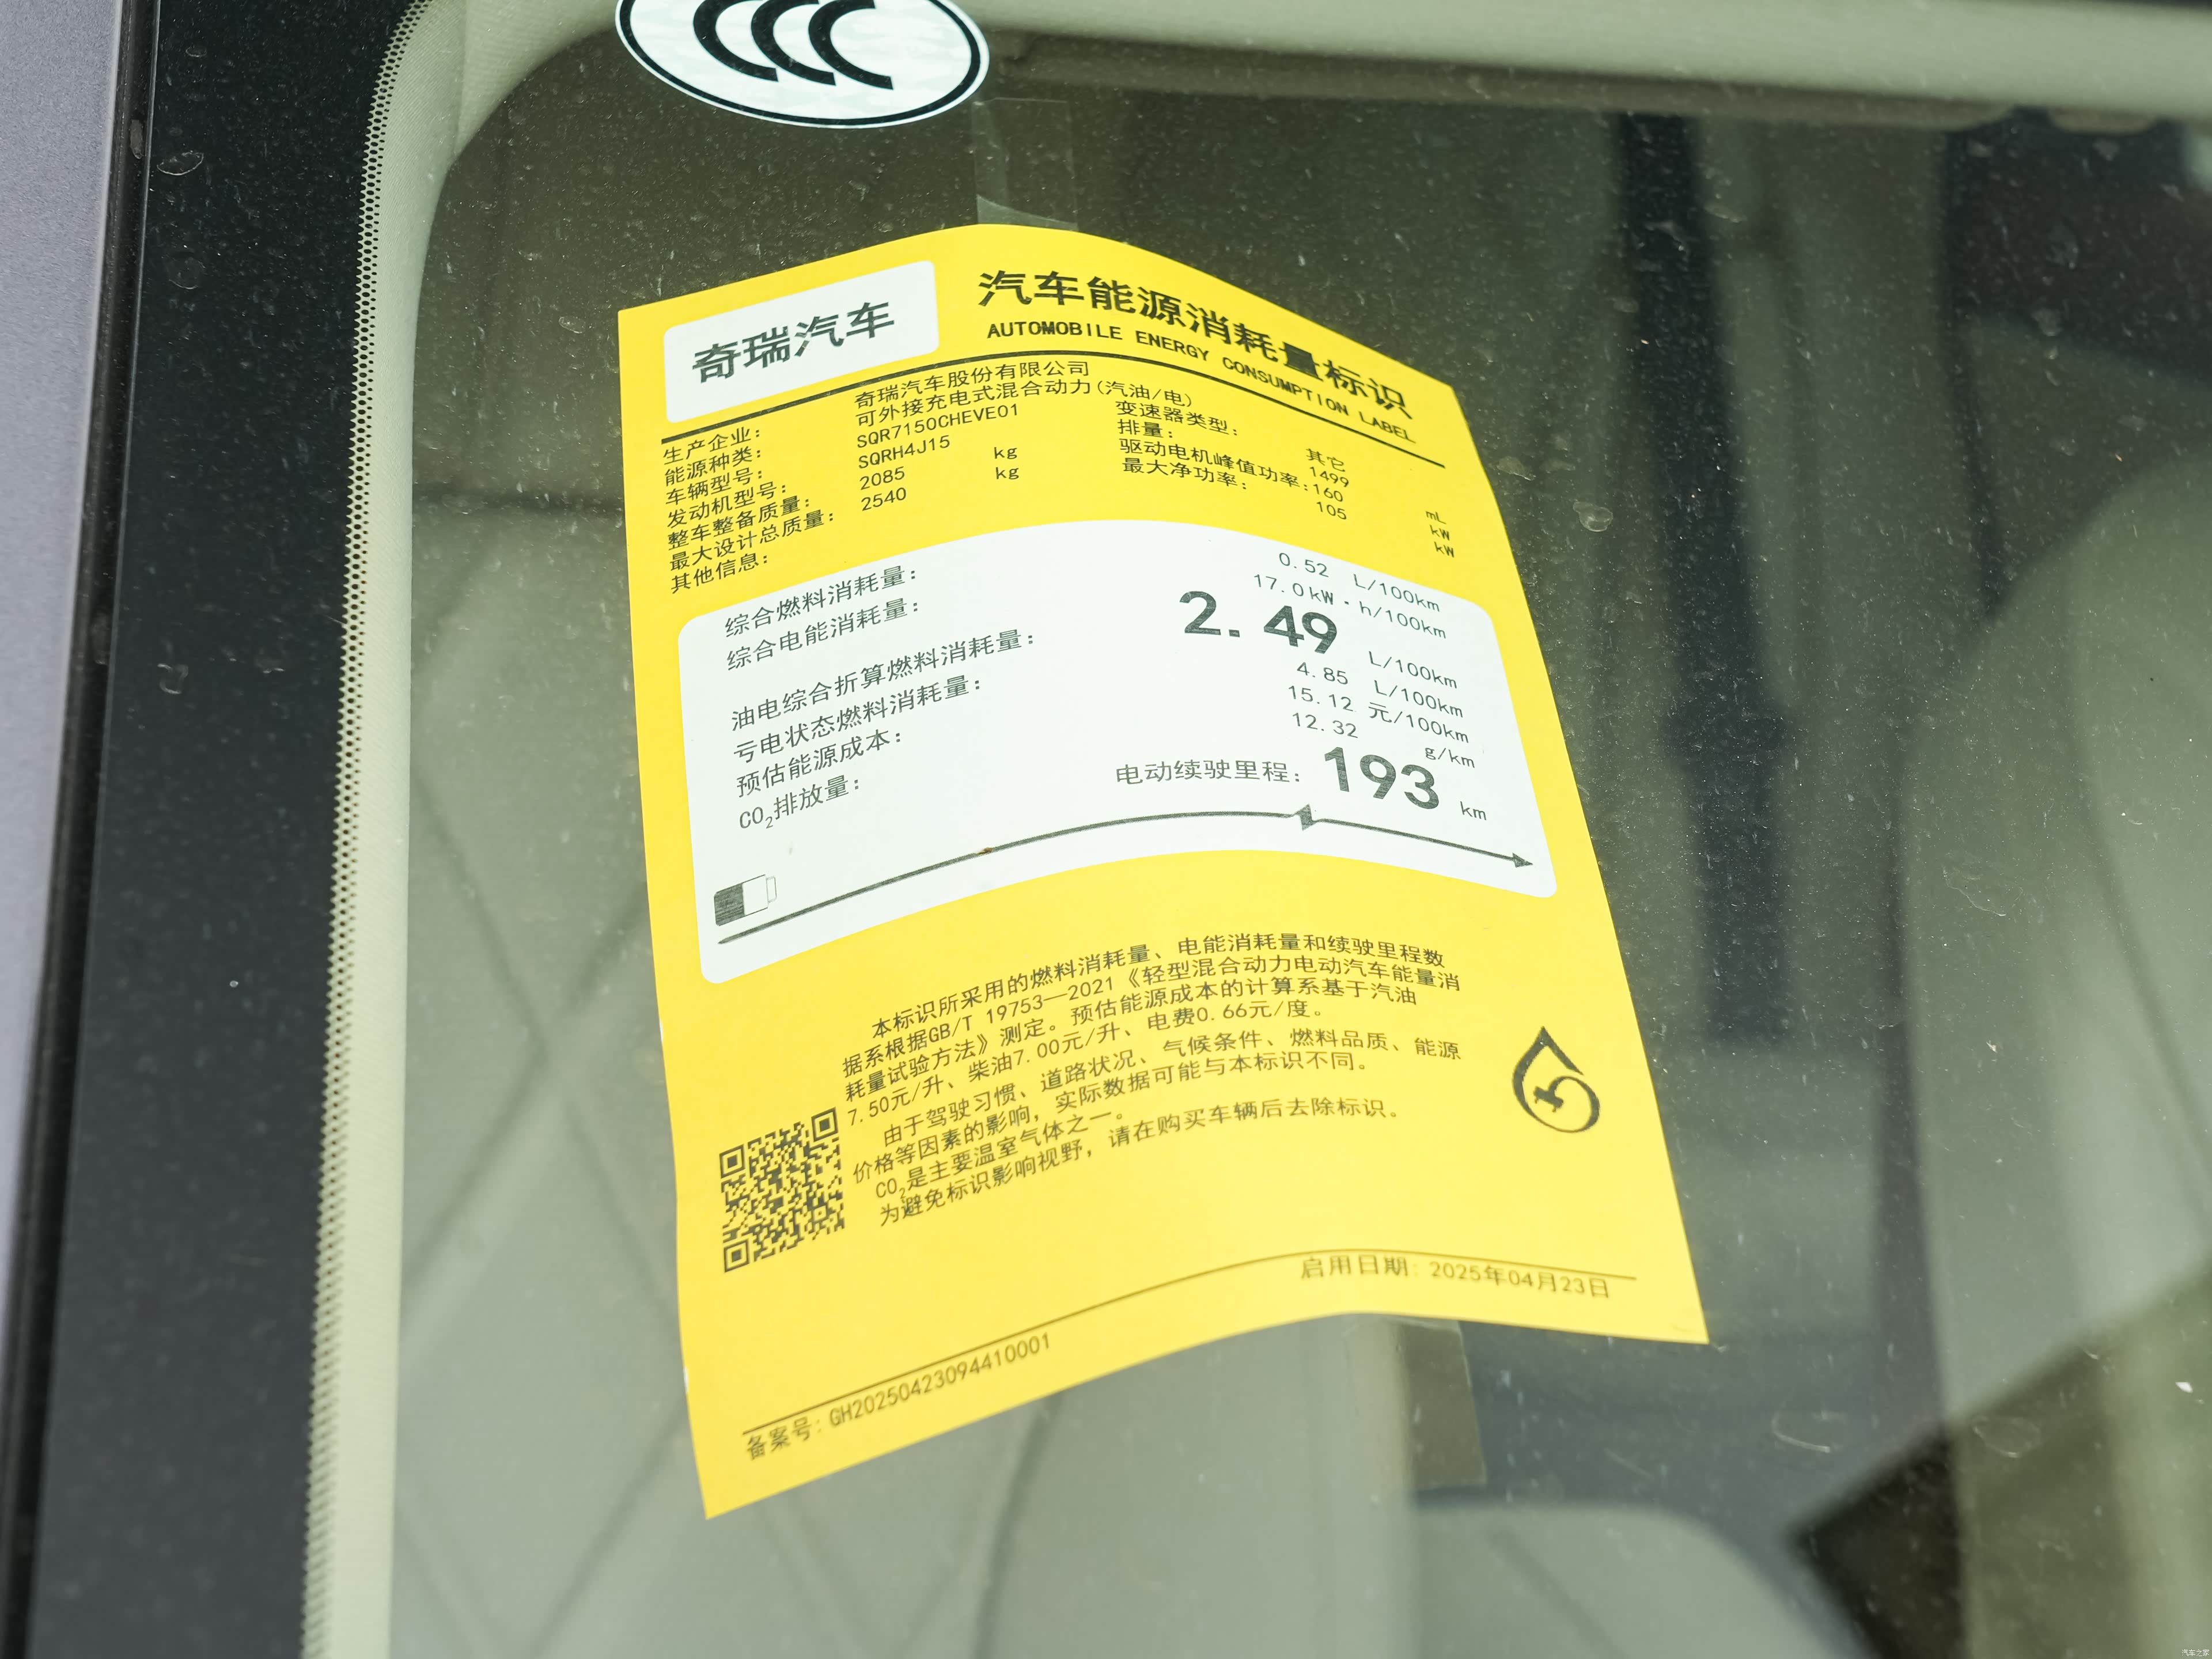 CCC
奇瑞汽车
汽车能源消耗量标识
AUTOMOBILE ENERGY CONSUMPTION LABEL
生产企业: 奇瑞汽车股份有限公司
能源种类: 可外接充电式混合动力(汽油/电)
车辆型号: SQR7150CHEVE01 变速器类型: 其它
发动机型号: SQRH4J15 排量: 1499 mL
整车整备质量: 2085 kg 驱动电机峰值功率: 160 kW
最大设计总质量: 2540 kg 最大净功率: 105 kW
其他信息:
综合燃料消耗量: 0.52 L/100km
综合电能消耗量: 17.0kW·h/100km
油电综合折算燃料消耗量: 2.49 L/100km
亏电状态燃料消耗量: 4.85 L/100km
预估能源成本: 15.12 元/100km
CO₂排放量: 12.32 g/km
电动续驶里程: 193 km
本标识所采用的燃料消耗量、电能消耗量和续驶里程数
据系根据GB/T 19753—2021《轻型混合动力电动汽车能量消
耗量试验方法》测定。预估能源成本的计算系基于汽油
7.50元/升、柴油7.00元/升、电费0.66元/度。
由于驾驶习惯、道路状况、气候条件、燃料品质、能源
价格等因素的影响，实际数据可能与本标识不同。
CO₂是主要温室气体之一。
为避免标识影响视野，请在购买车辆后去除标识。
启用日期: 2025年04月23日
备案号: GH20250423094410001
汽车之家